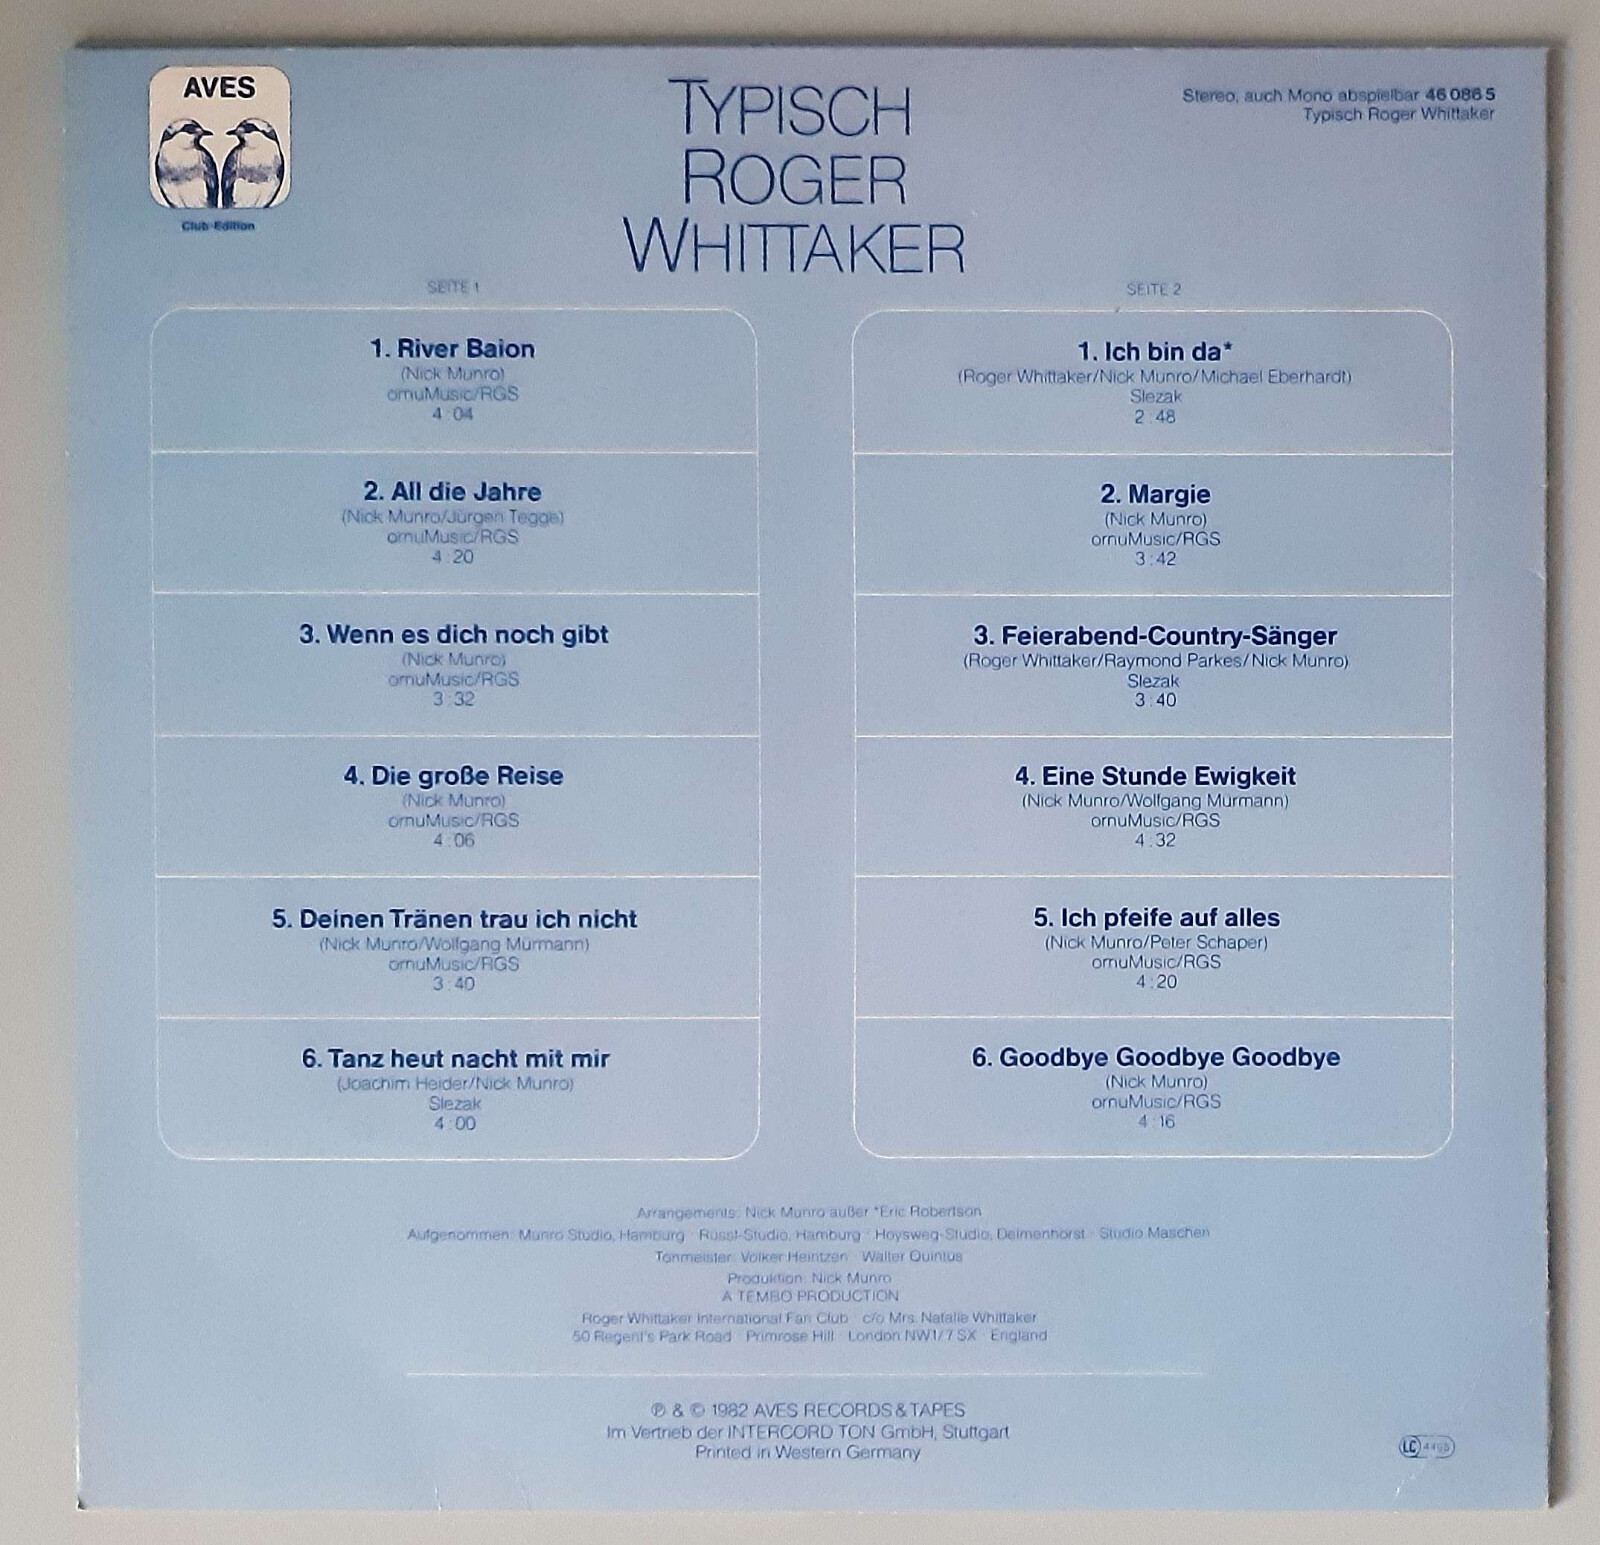 AVES
Club-Edition
TYPISCH
ROGER
WHITTAKER
Stereo, auch Mono abspielbar 46 086 5
Typisch Roger Whittaker
SEITE 1
1. River Baion
(Nick Munro)
ornuMusic/RGS
4:04
2. All die Jahre
(Nick Munro/Jürgen Tegge)
ornuMusic/RGS
4:20
3. Wenn es dich noch gibt
(Nick Munro)
ornuMusic/RGS
3:32
4. Die große Reise
(Nick Munro)
ornuMusic/RGS
4:06
5. Deinen Tränen trau ich nicht
(Nick Munro/Wolfgang Mürmann)
ornuMusic/RGS
3:40
6. Tanz heut nacht mit mir
(Joachim Heider/Nick Munro)
Slezak
4:00
SEITE 2
1. Ich bin da*
(Roger Whittaker/Nick Munro/Michael Eberhardt)
Slezak
2:48
2. Margie
(Nick Munro)
ornuMusic/RGS
3:42
3. Feierabend-Country-Sänger
(Roger Whittaker/Raymond Parkes/Nick Munro)
Slezak
3:40
4. Eine Stunde Ewigkeit
(Nick Munro/Wolfgang Mürmann)
ornuMusic/RGS
4:32
5. Ich pfeife auf alles
(Nick Munro/Peter Schaper)
ornuMusic/RGS
4:20
6. Goodbye Goodbye Goodbye
(Nick Munro)
ornuMusic/RGS
4:16
Arrangements: Nick Munro außer *Eric Robertson
Aufgenommen: Munro Studio, Hamburg · Rüssl-Studio, Hamburg · Hoysweg-Studio, Delmenhorst · Studio Maschen
Tonmeister: Volker Heintzen · Walter Quintus
Produktion: Nick Munro
A TEMBO PRODUCTION
Roger Whittaker International Fan Club · c/o Mrs. Natalie Whittaker
50 Regent's Park Road · Primrose Hill · London NW1/7 SX · England
℗ & © 1982 AVES RECORDS & TAPES
Im Vertrieb der INTERCORD TON GmbH, Stuttgart
Printed in Western Germany
LC